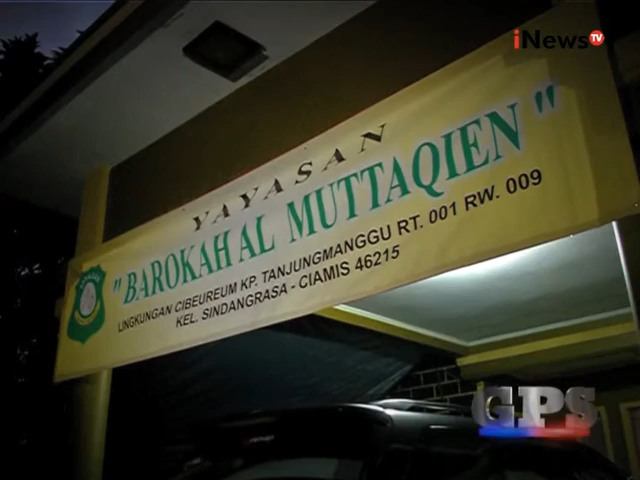 iNews TV
YAYASAN
"BAROKAH AL MUTTAQIEN"
LINGKUNGAN CIBEUREUM KP. TANJUNGMANGGU RT. 001 RW. 009
KEL. SINDANGRASA - CIAMIS 46215
GPS